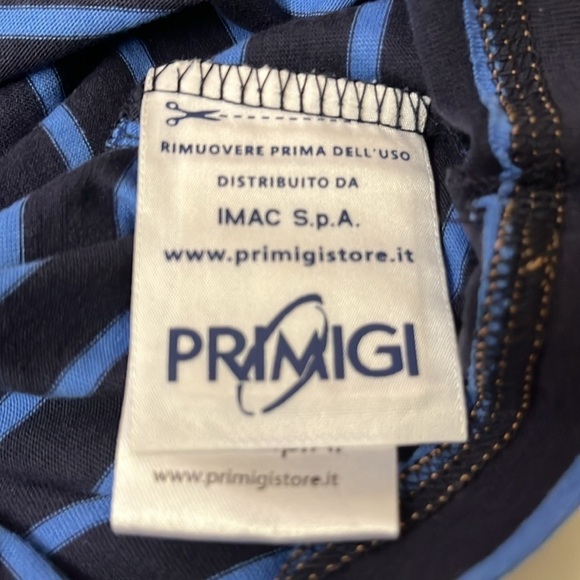 RIMUOVERE PRIMA DELL'USO
DISTRIBUITO DA
IMAC S.p.A.
www.primigistore.it
PRIMIGI
www.primigistore.it